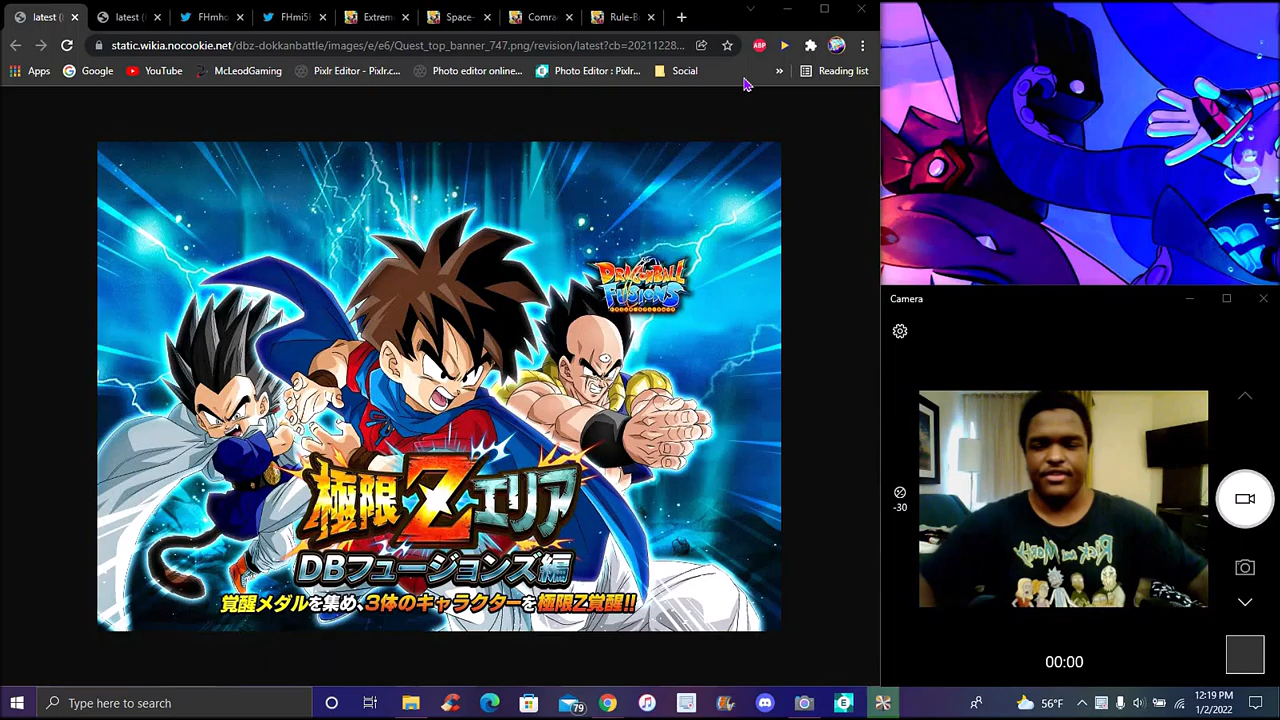 latest (
latest (
FHmho
FHmi5I
Extrem
Space-
Comra
Rule-B
static.wikia.nocookie.net/dbz-dokkanbattle/images/e/e6/Quest_top_banner_747.png/revision/latest?cb=20211228...
ABP
Apps
Google
YouTube
McLeodGaming
Pixlr Editor - Pixlr.c...
Photo editor online...
Photo Editor : Pixlr...
Social
Reading list
DRAGONBALL
FUSIONS
極限Zエリア
DBフュージョンズ編
覚醒メダルを集め、3体のキャラクターを極限Z覚醒!!
Camera
-30
Rick and Morty
00:00
Type here to search
79
56°F
12:19 PM
1/2/2022